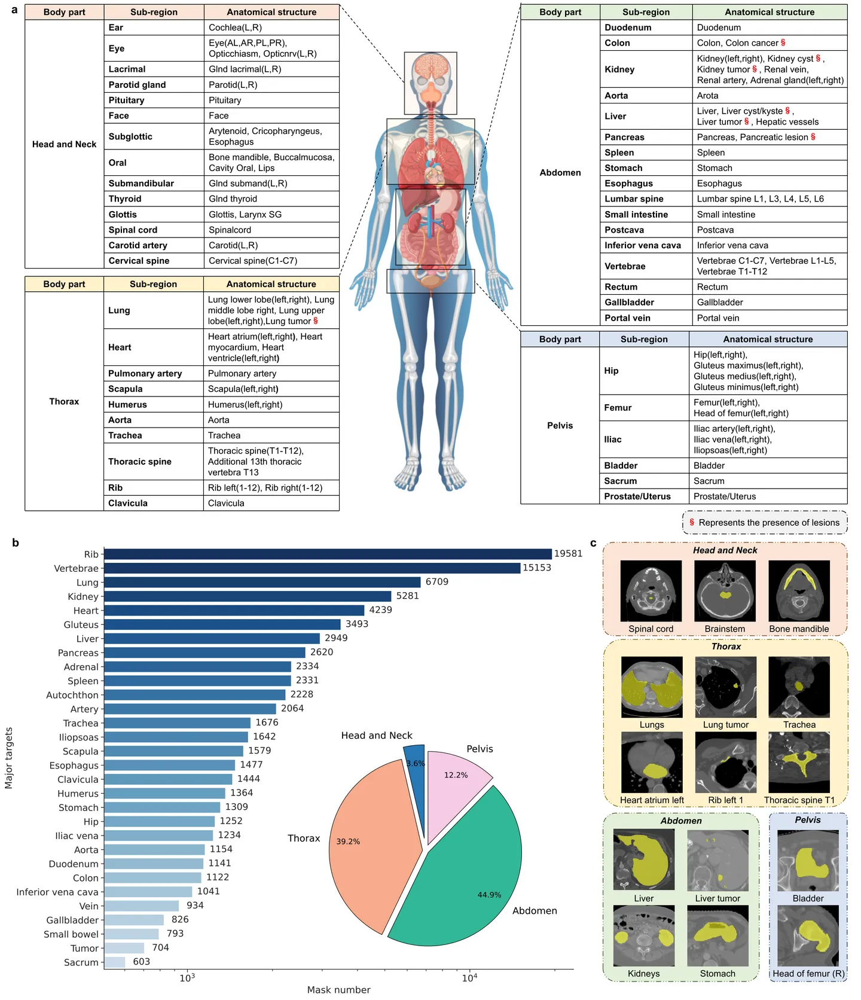 a
Body part Sub-region Anatomical structure
Head and Neck
Ear Cochlea(L,R)
Eye Eye(AL,AR,PL,PR),
Opticchiasm, Opticnrv(L,R)
Lacrimal Glnd lacrimal(L,R)
Parotid gland Parotid(L,R)
Pituitary Pituitary
Face Face
Subglottic Arytenoid, Cricopharyngeus,
Esophagus
Oral Bone mandible, Buccalmucosa,
Cavity Oral, Lips
Submandibular Glnd submand(L,R)
Thyroid Glnd thyroid
Glottis Glottis, Larynx SG
Spinal cord Spinalcord
Carotid artery Carotid(L,R)
Cervical spine Cervical spine(C1-C7)
Body part Sub-region Anatomical structure
Thorax
Lung Lung lower lobe(left,right), Lung
middle lobe right, Lung upper
lobe(left,right),Lung tumor §
Heart Heart atrium(left,right), Heart
myocardium, Heart
ventricle(left,right)
Pulmonary artery Pulmonary artery
Scapula Scapula(left,right)
Humerus Humerus(left,right)
Aorta Aorta
Trachea Trachea
Thoracic spine Thoracic spine(T1-T12),
Additional 13th thoracic
vertebra T13
Rib Rib left(1-12), Rib right(1-12)
Clavicula Clavicula
Body part Sub-region Anatomical structure
Abdomen
Duodenum Duodenum
Colon Colon, Colon cancer §
Kidney Kidney(left,right), Kidney cyst § ,
Kidney tumor § , Renal vein,
Renal artery, Adrenal gland(left,right)
Aorta Arota
Liver Liver, Liver cyst/kyste § ,
Liver tumor § , Hepatic vessels
Pancreas Pancreas, Pancreatic lesion §
Spleen Spleen
Stomach Stomach
Esophagus Esophagus
Lumbar spine Lumbar spine L1, L3, L4, L5, L6
Small intestine Small intestine
Postcava Postcava
Inferior vena cava Inferior vena cava
Vertebrae Vertebrae C1-C7, Vertebrae L1-L5,
Vertebrae T1-T12
Rectum Rectum
Gallbladder Gallbladder
Portal vein Portal vein
Body part Sub-region Anatomical structure
Pelvis
Hip Hip(left,right),
Gluteus maximus(left,right),
Gluteus medius(left,right),
Gluteus minimus(left,right)
Femur Femur(left,right),
Head of femur(left,right)
Iliac Iliac artery(left,right),
Iliac vena(left,right),
Iliopsoas(left,right)
Bladder Bladder
Sacrum Sacrum
Prostate/Uterus Prostate/Uterus
§ Represents the presence of lesions
b
Major targets
Rib 19581
Vertebrae 15153
Lung 6709
Kidney 5281
Heart 4239
Gluteus 3493
Liver 2949
Pancreas 2620
Adrenal 2334
Spleen 2331
Autochthon 2228
Artery 2064
Trachea 1676
Iliopsoas 1642
Scapula 1579
Esophagus 1477
Clavicula 1444
Humerus 1364
Stomach 1309
Hip 1252
Iliac vena 1234
Aorta 1154
Duodenum 1141
Colon 1122
Inferior vena cava 1041
Vein 934
Gallbladder 826
Small bowel 793
Tumor 704
Sacrum 603
10³ 10⁴
Mask number
Head and Neck
3.6%
Pelvis
12.2%
Thorax
39.2%
44.9%
Abdomen
c
Head and Neck
Spinal cord Brainstem Bone mandible
Thorax
Lungs Lung tumor Trachea
Heart atrium left Rib left 1 Thoracic spine T1
Abdomen
Liver Liver tumor
Kidneys Stomach
Pelvis
Bladder
Head of femur (R)